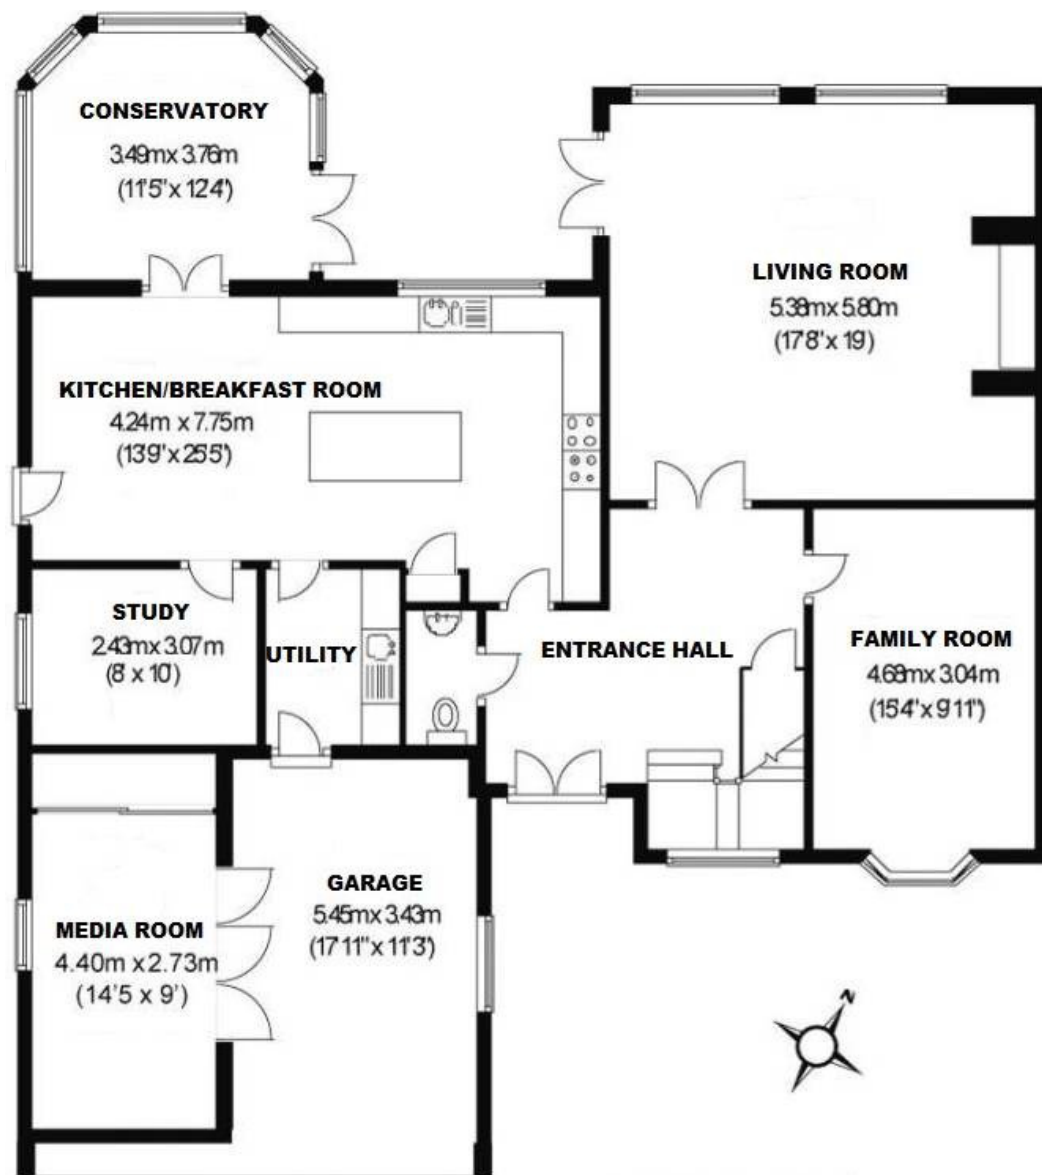 CONSERVATORY
3.49m x 3.76m
(11'5" x 12'4")
LIVING ROOM
5.38m x 5.80m
(17'8" x 19')
KITCHEN/BREAKFAST ROOM
4.24m x 7.75m
(13'9" x 25'5')
STUDY
2.43m x 3.07m
(8' x 10')
UTILITY
ENTRANCE HALL
FAMILY ROOM
4.68m x 3.04m
(15'4" x 9'11")
GARAGE
5.45m x 3.43m
(17'11" x 11'3')
MEDIA ROOM
4.40m x 2.73m
(14'5 x 9')
N